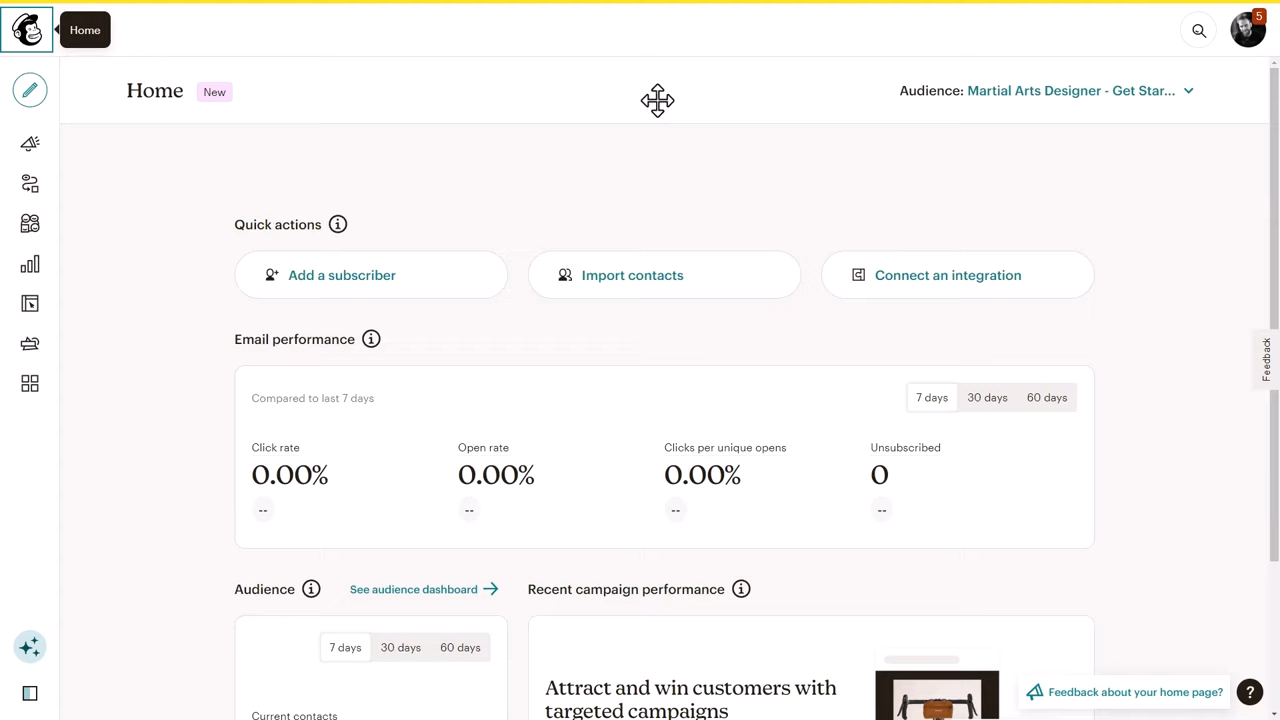 Home
5
Home New
Audience: Martial Arts Designer - Get Star...
Quick actions
Add a subscriber
Import contacts
Connect an integration
Feedback
Email performance
Compared to last 7 days
7 days 30 days 60 days
Click rate Open rate Clicks per unique opens Unsubscribed
0.00% 0.00% 0.00% 0
-- -- -- --
Audience See audience dashboard Recent campaign performance
7 days 30 days 60 days
Attract and win customers with
targeted campaigns
Current contacts
Feedback about your home page? ?